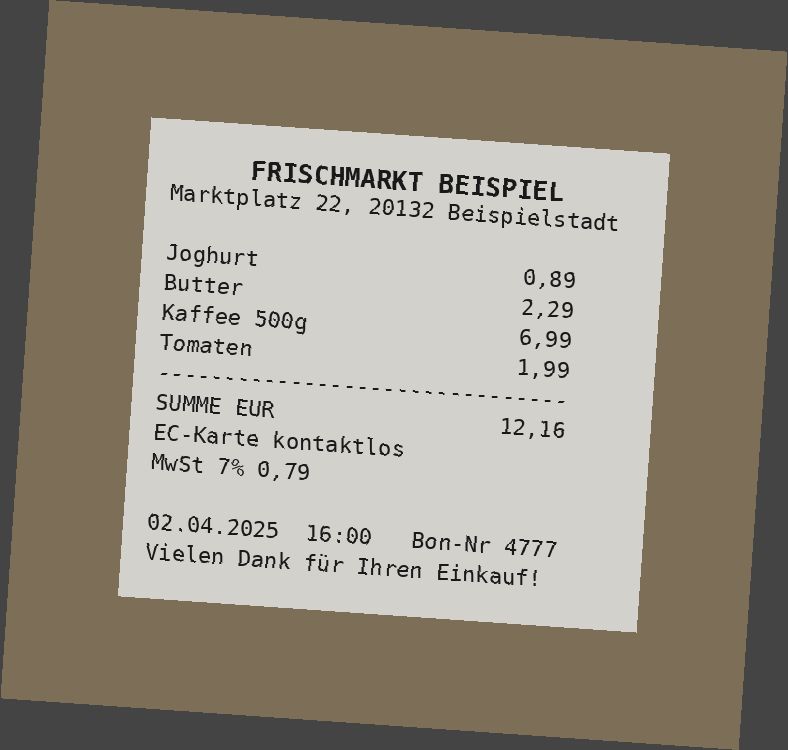 FRISCHMARKT BEISPIEL
Marktplatz 22, 20132 Beispielstadt
Joghurt 0,89
Butter 2,29
Kaffee 500g 6,99
Tomaten 1,99
-------------------------------
SUMME EUR 12,16
EC-Karte kontaktlos
MwSt 7% 0,79
02.04.2025 16:00 Bon-Nr 4777
Vielen Dank für Ihren Einkauf!